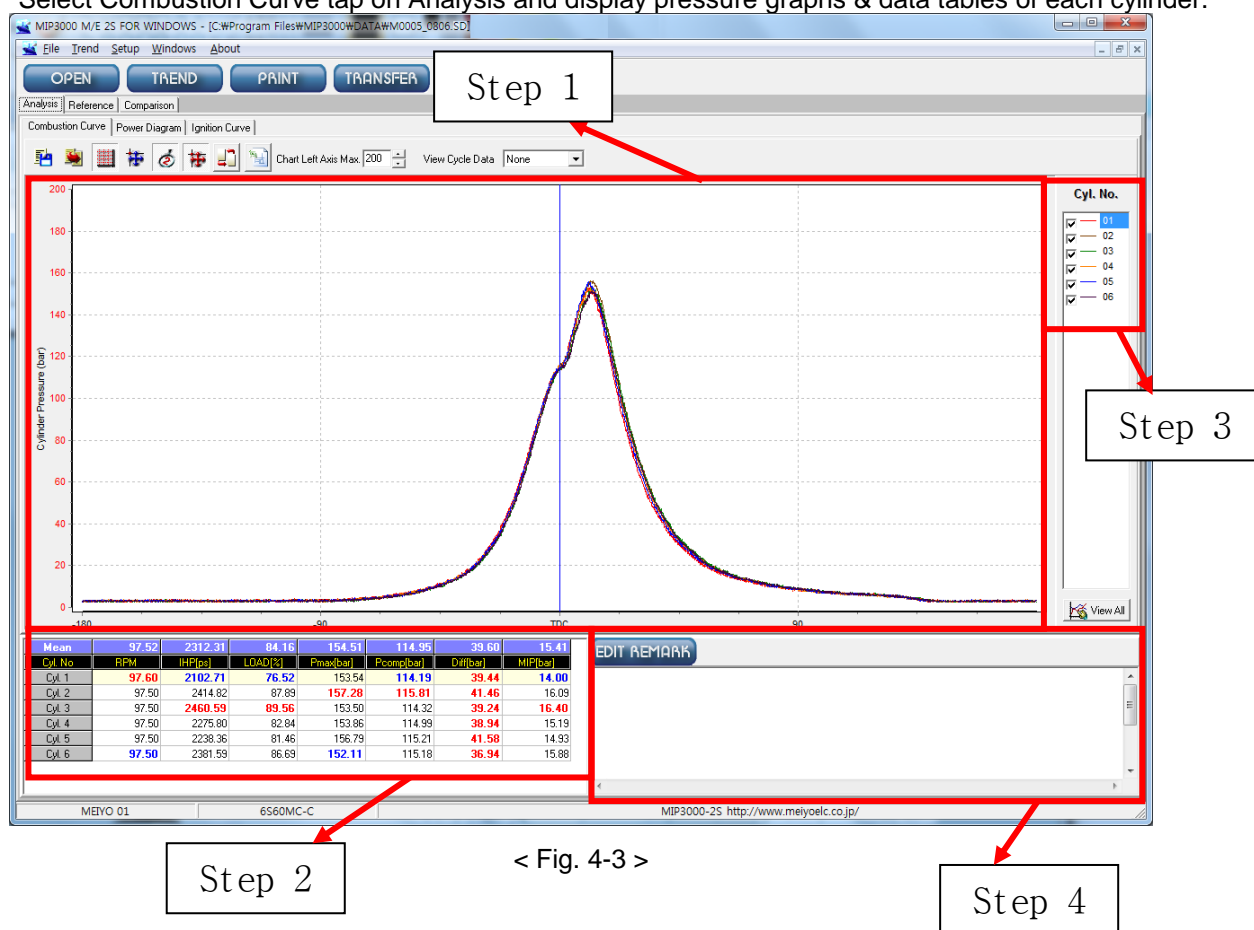 Select Combustion Curve tap on Analysis and display pressure graphs & data tables of each cylinder.
MIP3000 M/E 2S FOR WINDOWS - [C:₩Program Files₩MIP3000₩DATA₩M0005_0806.SD]
File Trend Setup Windows About
OPEN TREND PRINT TRANSFER
Step 1
Analysis Reference Comparison
Combustion Curve Power Diagram Ignition Curve
Chart Left Axis Max. 200 View Cycle Data None
Cyl. No.
01
02
03
04
05
06
View All
Step 3
Cylinder Pressure (bar)
200
180
160
140
120
100
80
60
40
20
0
-180 -90 TDC 90
Mean 97.52 2312.31 84.16 154.51 114.95 39.60 15.41
Cyl. No RPM IHP[ps] LOAD[%] Pmax[bar] Pcomp[bar] Diff[bar] MIP[bar]
Cyl. 1 97.60 2102.71 76.52 153.54 114.19 39.44 14.00
Cyl. 2 97.50 2414.82 87.89 157.28 115.81 41.46 16.09
Cyl. 3 97.50 2460.59 89.56 153.50 114.32 39.24 16.40
Cyl. 4 97.50 2275.80 82.84 153.86 114.99 38.94 15.19
Cyl. 5 97.50 2238.36 81.46 156.79 115.21 41.58 14.93
Cyl. 6 97.50 2381.59 86.69 152.11 115.18 36.94 15.88
EDIT REMARK
MEIYO 01 6S60MC-C MIP3000-2S http://www.meiyoelc.co.jp/
Step 2
< Fig. 4-3 >
Step 4